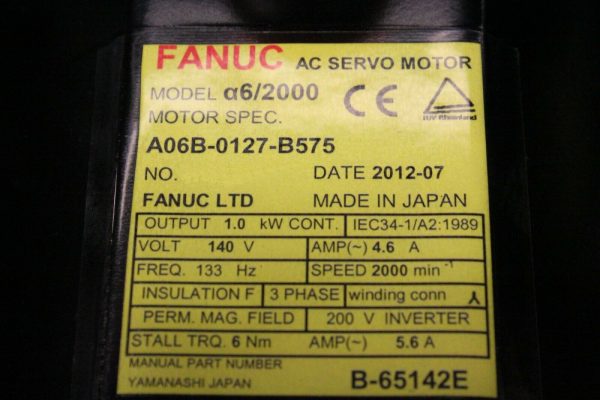 FANUC AC SERVO MOTOR
MODEL α6/2000
CE
TÜV Rheinland
MOTOR SPEC.
A06B-0127-B575
NO. DATE 2012-07
FANUC LTD MADE IN JAPAN
OUTPUT 1.0 kW CONT. IEC34-1/A2:1989
VOLT 140 V AMP(~) 4.6 A
FREQ. 133 Hz SPEED 2000 min⁻¹
INSULATION F 3 PHASE winding conn
PERM. MAG. FIELD 200 V INVERTER
STALL TRQ. 6 Nm AMP(~) 5.6 A
MANUAL PART NUMBER
YAMANASHI JAPAN B-65142E